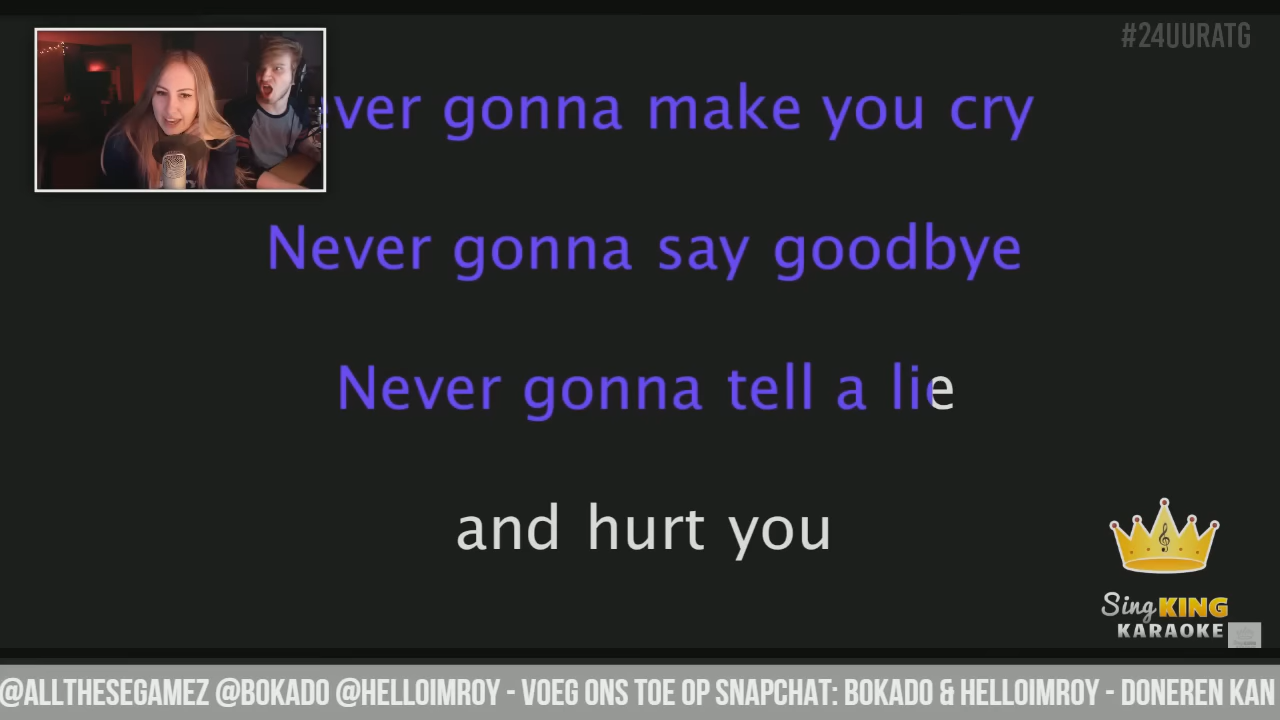 #24UURATG
ver gonna make you cry
Never gonna say goodbye
Never gonna tell a lie
and hurt you
Sing KING
KARAOKE
@ALLTHESEGAMEZ @BOKADO @HELLOIMROY - VOEG ONS TOE OP SNAPCHAT: BOKADO & HELLOIMROY - DONEREN KAN